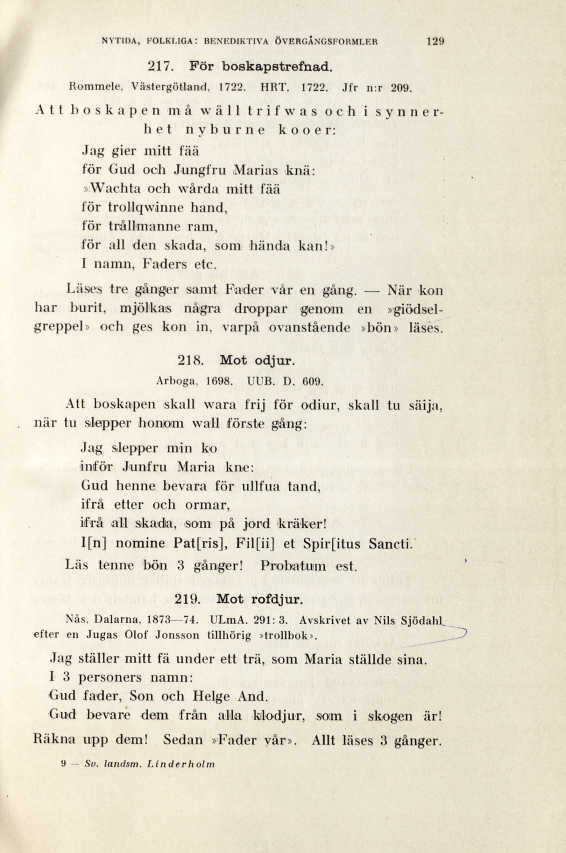 NYTIDA, FOLKLIGA: BENEDIKTIVA ÖVERGÅNGSFORMLER 129
217. För boskapstrefnad.
Rommele, Västergötland, 1722. HRT. 1722. Jfr n:r 209.
Att boskapen må wäll trifwas och i synner-
het nyburne kooer:
Jag gier mitt fää
för Gud och Jungfru Marias knä:
»Wachta och wårda mitt fää
för trollqwinne hand,
för trållmanne ram,
för all den skada, som hända kan!»
I namn, Faders etc.
Läses tre gånger samt Fader vår en gång. — När kon
har burit, mjölkas några droppar genom en »giödsel-
greppel» och ges kon in, varpå ovanstående »bön» läses.
218. Mot odjur.
Arboga, 1698. UUB. D. 609.
Att boskapen skall wara frij för odiur, skall tu säija,
när tu slepper honom wall förste gång:
Jag slepper min ko
inför Junfru Maria kne:
Gud henne bevara för ullfua tand,
ifrå etter och ormar,
ifrå all skada, som på jord kräker!
I[n] nomine Pat[ris], Fil[ii] et Spir[itus Sancti.
Läs tenne bön 3 gånger! Probatum est.
219. Mot rofdjur.
Nås, Dalarna, 1873—74. ULmA. 291: 3. Avskrivet av Nils Sjödahl
efter en Jugas Olof Jonsson tillhörig »trollbok».
Jag ställer mitt fä under ett trä, som Maria ställde sina.
I 3 personers namn:
Gud fader, Son och Helge And.
Gud bevare dem från alla klodjur, som i skogen är!
Räkna upp dem! Sedan »Fader vår». Allt läses 3 gånger.
9 — Sv. landsm. Linderholm